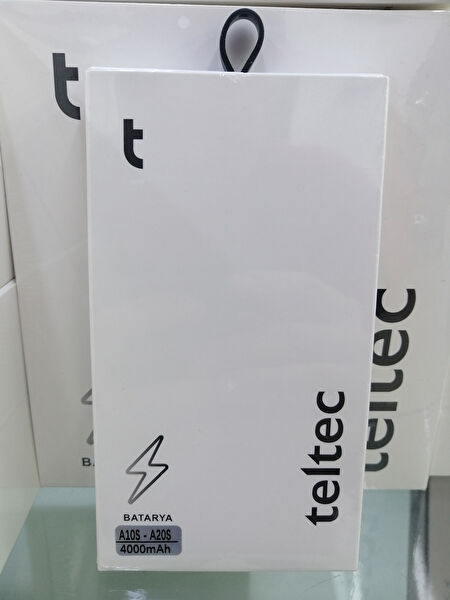 t
t
teltec
BATARYA
A10S - A20S
4000mAh